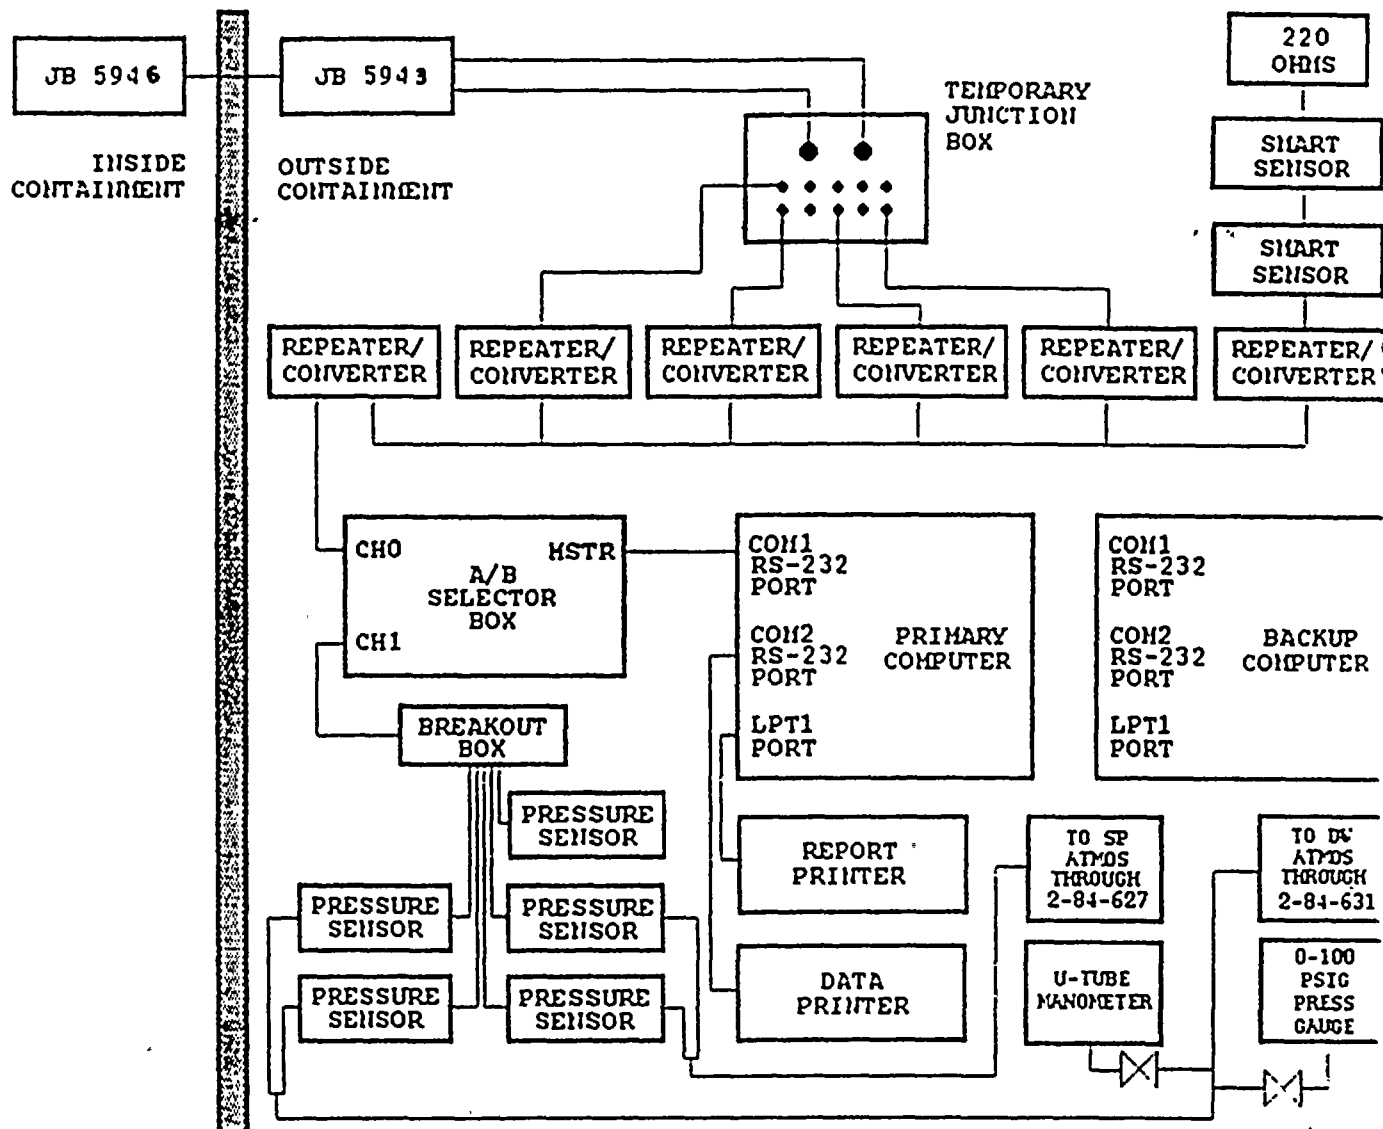 JB 5946
JB 5943
INSIDE
CONTAINMENT
OUTSIDE
CONTAINMENT
TEMPORARY
JUNCTION
BOX
220
OHMS
SMART
SENSOR
SMART
SENSOR
REPEATER/
CONVERTER
REPEATER/
CONVERTER
REPEATER/
CONVERTER
REPEATER/
CONVERTER
REPEATER/
CONVERTER
REPEATER/
CONVERTER
CH0
MSTR
A/B
SELECTOR
BOX
CH1
COM1
RS-232
PORT
COM2
RS-232
PORT
PRIMARY
COMPUTER
LPT1
PORT
COM1
RS-232
PORT
COM2
RS-232
PORT
BACKUP
COMPUTER
LPT1
PORT
BREAKOUT
BOX
PRESSURE
SENSOR
PRESSURE
SENSOR
PRESSURE
SENSOR
PRESSURE
SENSOR
PRESSURE
SENSOR
REPORT
PRINTER
DATA
PRINTER
TO SP
ATMOS
THROUGH
2-84-627
TO DW
ATMOS
THROUGH
2-84-631
U-TUBE
MANOMETER
0-100
PSIG
PRESS
GAUGE